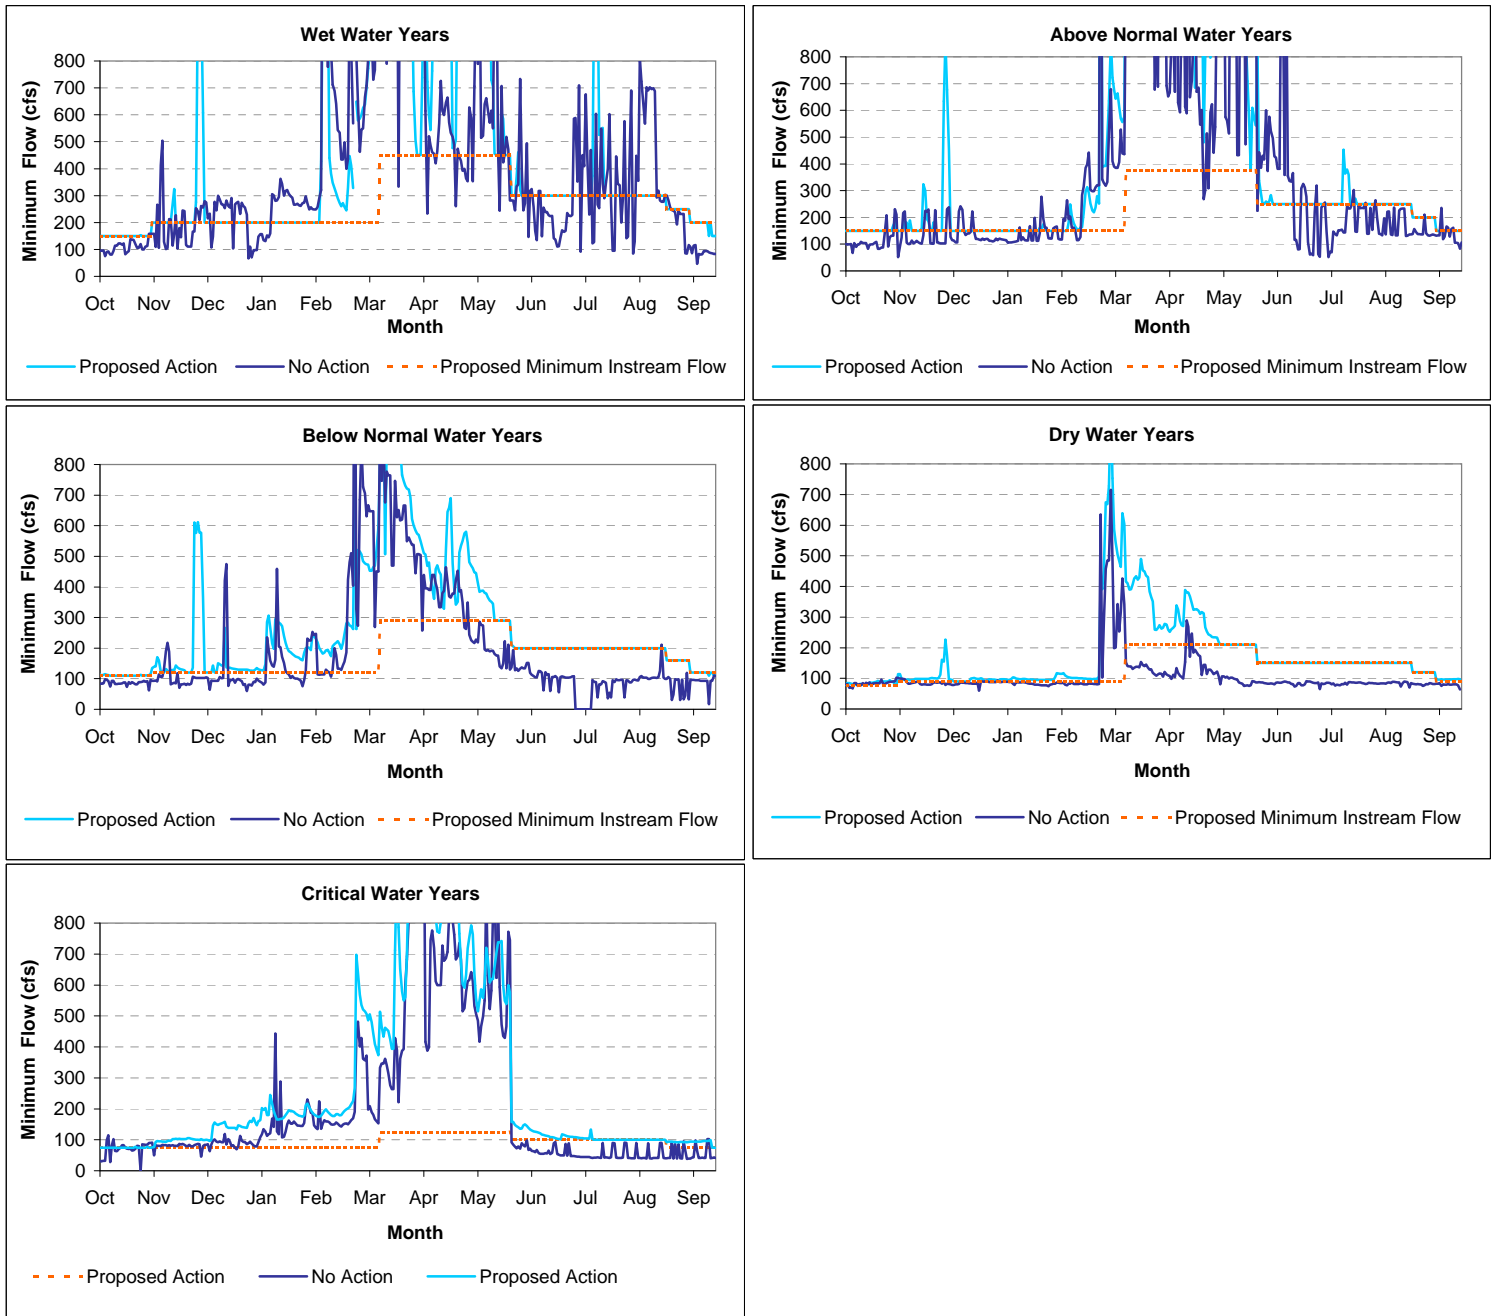 Wet Water Years
Minimum Flow (cfs)
800
700
600
500
400
300
200
100
0
Oct Nov Dec Jan Feb Mar Apr May Jun Jul Aug Sep
Month
Proposed Action No Action Proposed Minimum Instream Flow
Above Normal Water Years
Minimum Flow (cfs)
800
700
600
500
400
300
200
100
0
Oct Nov Dec Jan Feb Mar Apr May Jun Jul Aug Sep
Month
Proposed Action No Action Proposed Minimum Instream Flow
Below Normal Water Years
Minimum Flow (cfs)
800
700
600
500
400
300
200
100
0
Oct Nov Dec Jan Feb Mar Apr May Jun Jul Aug Sep
Month
Proposed Action No Action Proposed Minimum Instream Flow
Dry Water Years
Minimum Flow (cfs)
800
700
600
500
400
300
200
100
0
Oct Nov Dec Jan Feb Mar Apr May Jun Jul Aug Sep
Month
Proposed Action No Action Proposed Minimum Instream Flow
Critical Water Years
Minimum Flow (cfs)
800
700
600
500
400
300
200
100
0
Oct Nov Dec Jan Feb Mar Apr May Jun Jul Aug Sep
Month
Proposed Action No Action Proposed Action